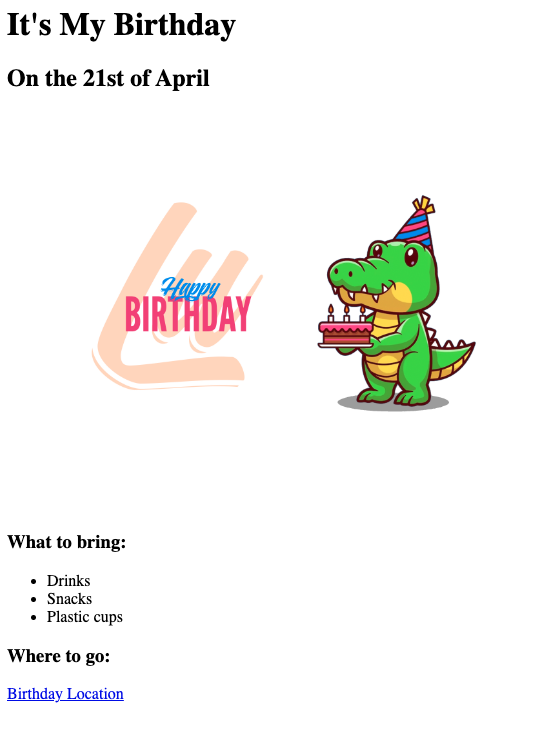 It's My Birthday
On the 21st of April
Happy
BIRTHDAY
What to bring:
Drinks
Snacks
Plastic cups
Where to go:
Birthday Location